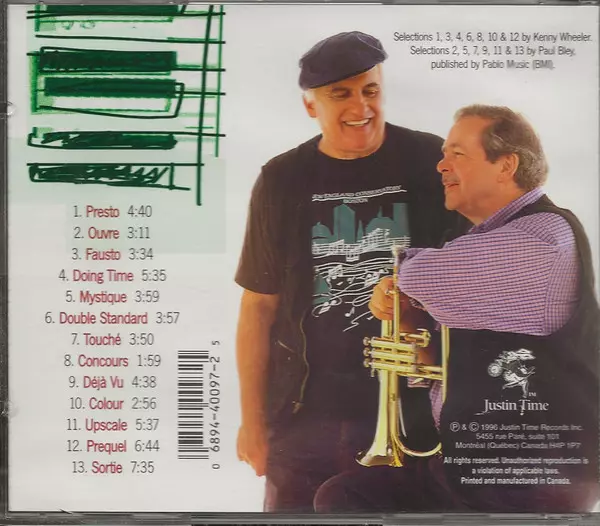 Selections 1, 3, 4, 6, 8, 10 & 12 by Kenny Wheeler.
Selections 2, 5, 7, 9, 11 & 13 by Paul Bley,
published by Pablo Music (BMI).
NEW ENGLAND CONSERVATORY
BOSTON
1. Presto 4:40
2. Ouvre 3:11
3. Fausto 3:34
4. Doing Time 5:35
5. Mystique 3:59
6. Double Standard 3:57
7. Touché 3:50
8. Concours 1:59
9. Déjà Vu 4:38
10. Colour 2:56
11. Upscale 5:37
12. Prequel 6:44
13. Sortie 7:35
0 6894-40097-2 5
TM
Justin Time
℗ & © 1996 Justin Time Records Inc.
5455 rue Paré, suite 101
Montréal (Québec) Canada H4P 1P7
All rights reserved. Unauthorized reproduction is
a violation of applicable laws.
Printed and manufactured in Canada.